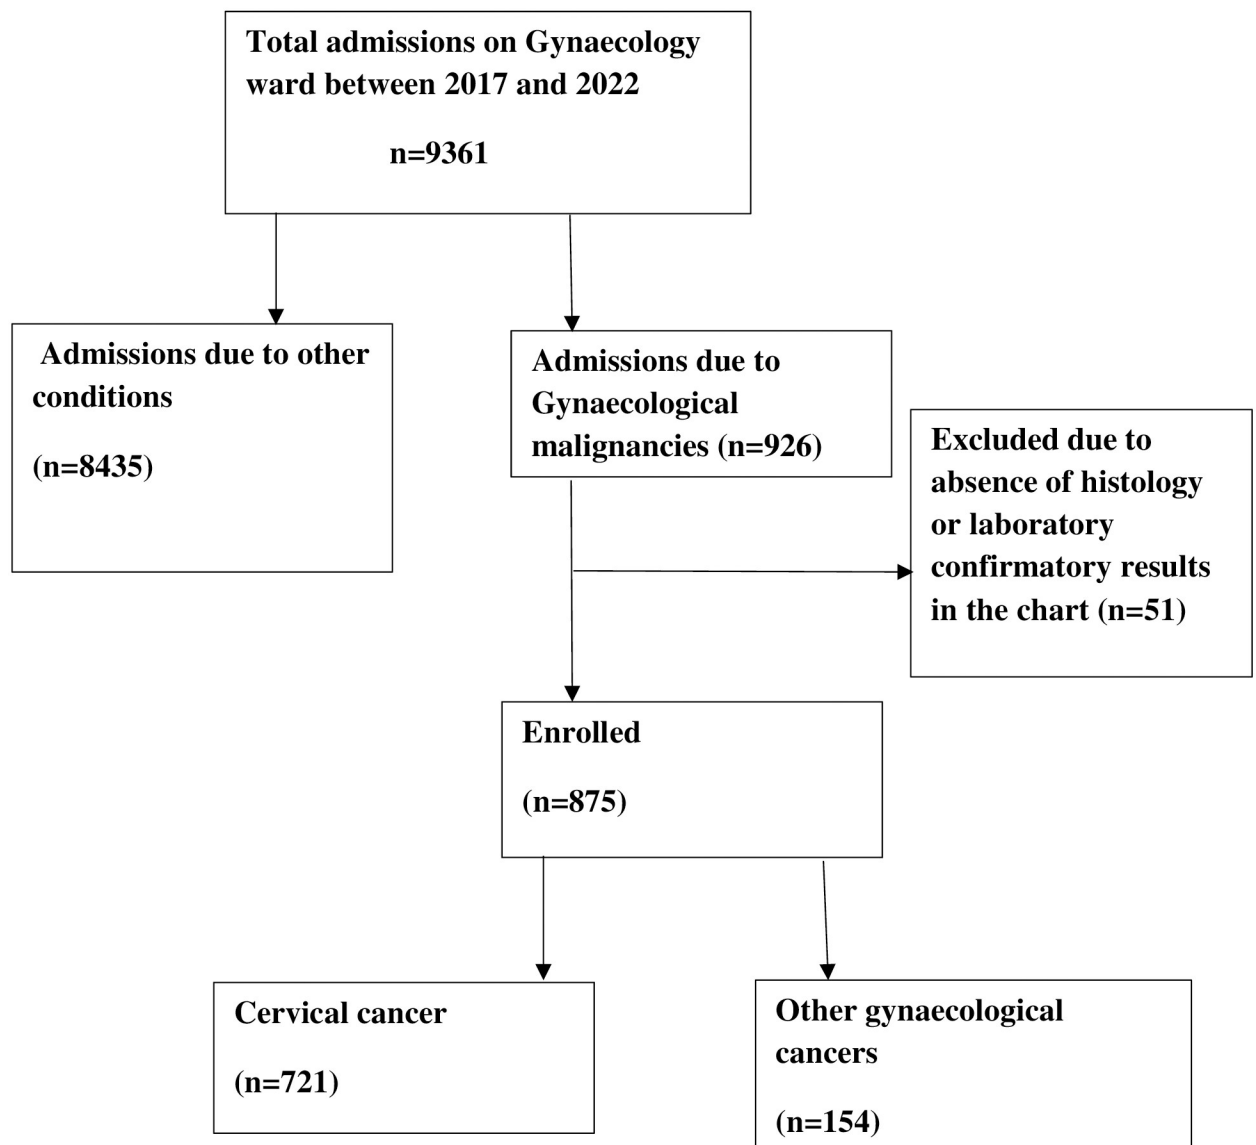 Total admissions on Gynaecology
ward between 2017 and 2022
n=9361
Admissions due to other
conditions
(n=8435)
Admissions due to
Gynaecological
malignancies (n=926)
Excluded due to
absence of histology
or laboratory
confirmatory results
in the chart (n=51)
Enrolled
(n=875)
Cervical cancer
(n=721)
Other gynaecological
cancers
(n=154)